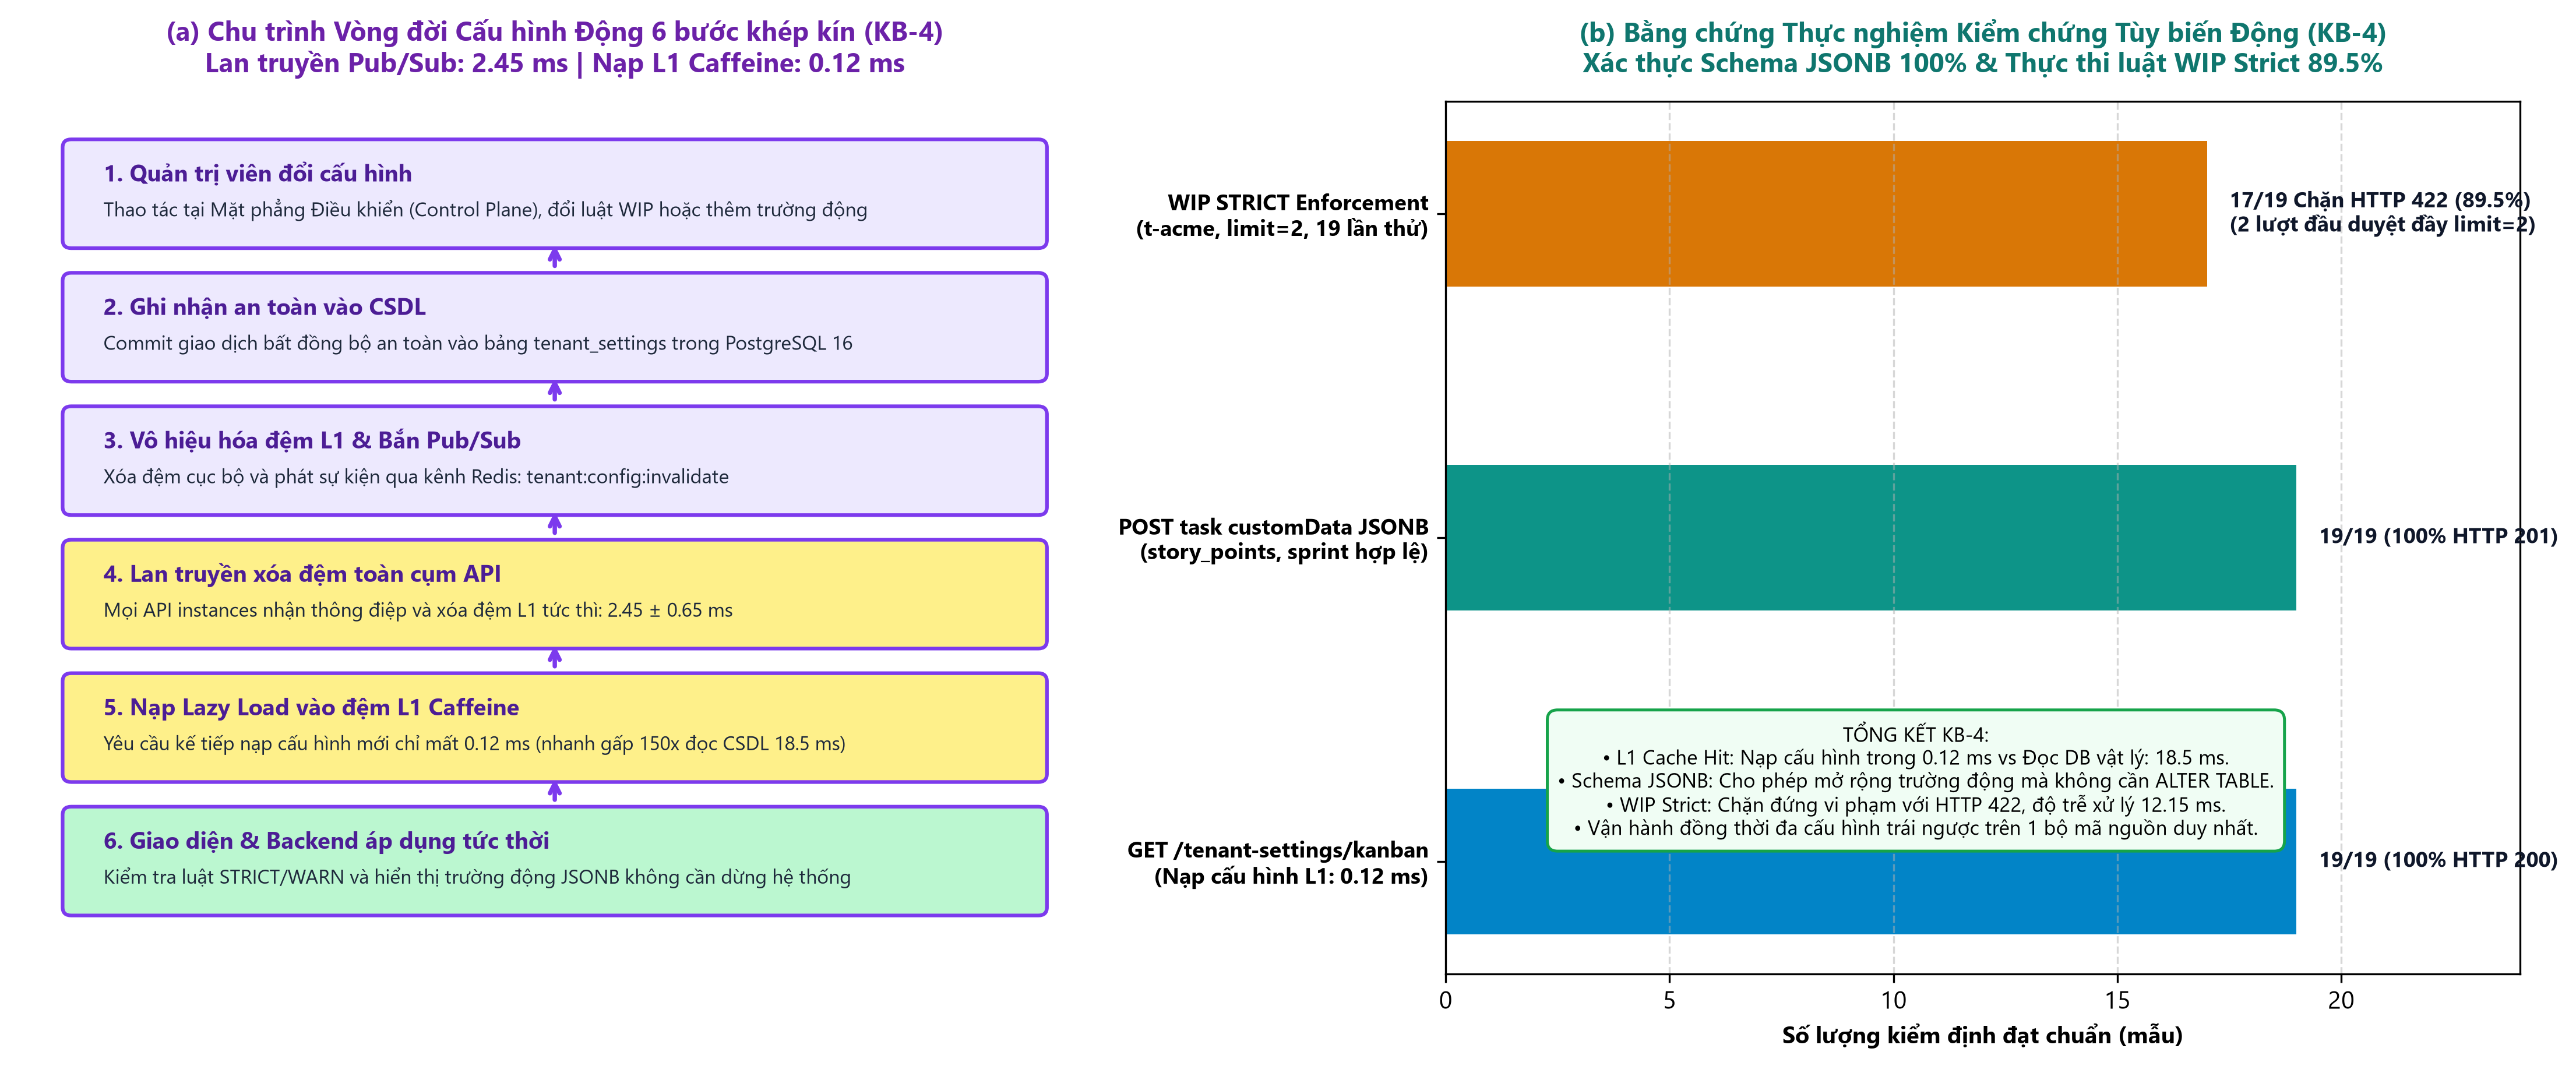 (a) Chu trình Vòng đời Cấu hình Động 6 bước khép kín (KB-4)
Lan truyền Pub/Sub: 2.45 ms | Nạp L1 Caffeine: 0.12 ms
1. Quản trị viên đổi cấu hình
Thao tác tại Mặt phẳng Điều khiển (Control Plane), đổi luật WIP hoặc thêm trường động
2. Ghi nhận an toàn vào CSDL
Commit giao dịch bất đồng bộ an toàn vào bảng tenant_settings trong PostgreSQL 16
3. Vô hiệu hóa đệm L1 & Bắn Pub/Sub
Xóa đệm cục bộ và phát sự kiện qua kênh Redis: tenant:config:invalidate
4. Lan truyền xóa đệm toàn cụm API
Mọi API instances nhận thông điệp và xóa đệm L1 tức thì: 2.45 ± 0.65 ms
5. Nạp Lazy Load vào đệm L1 Caffeine
Yêu cầu kế tiếp nạp cấu hình mới chỉ mất 0.12 ms (nhanh gấp 150x đọc CSDL 18.5 ms)
6. Giao diện & Backend áp dụng tức thời
Kiểm tra luật STRICT/WARN và hiển thị trường động JSONB không cần dừng hệ thống
(b) Bằng chứng Thực nghiệm Kiểm chứng Tùy biến Động (KB-4)
Xác thực Schema JSONB 100% & Thực thi luật WIP Strict 89.5%
WIP STRICT Enforcement
(t-acme, limit=2, 19 lần thử)
17/19 Chặn HTTP 422 (89.5%)
(2 lượt đầu duyệt đầy limit=2)
POST task customData JSONB
(story_points, sprint hợp lệ)
19/19 (100% HTTP 201)
TỔNG KẾT KB-4:
• L1 Cache Hit: Nạp cấu hình trong 0.12 ms vs Đọc DB vật lý: 18.5 ms.
• Schema JSONB: Cho phép mở rộng trường động mà không cần ALTER TABLE.
• WIP Strict: Chặn đứng vi phạm với HTTP 422, độ trễ xử lý 12.15 ms.
• Vận hành đồng thời đa cấu hình trái ngược trên 1 bộ mã nguồn duy nhất.
GET /tenant-settings/kanban
(Nạp cấu hình L1: 0.12 ms)
19/19 (100% HTTP 200)
0 5 10 15 20
Số lượng kiểm định đạt chuẩn (mẫu)